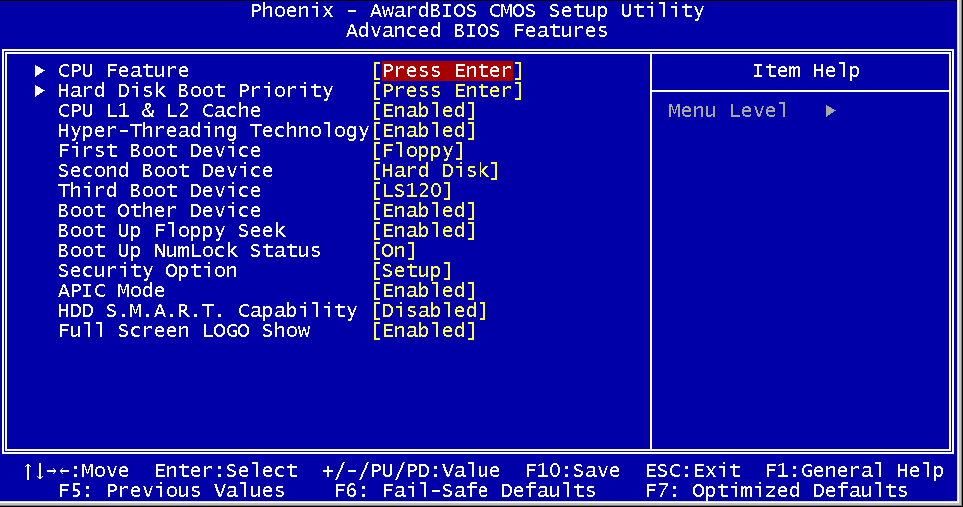 Phoenix - AwardBIOS CMOS Setup Utility
Advanced BIOS Features
▶ CPU Feature [Press Enter]
▶ Hard Disk Boot Priority [Press Enter]
CPU L1 & L2 Cache [Enabled]
Hyper-Threading Technology[Enabled]
First Boot Device [Floppy]
Second Boot Device [Hard Disk]
Third Boot Device [LS120]
Boot Other Device [Enabled]
Boot Up Floppy Seek [Enabled]
Boot Up NumLock Status [On]
Security Option [Setup]
APIC Mode [Enabled]
HDD S.M.A.R.T. Capability [Disabled]
Full Screen LOGO Show [Enabled]
Item Help
Menu Level ▶
↑↓→←:Move Enter:Select +/-/PU/PD:Value F10:Save ESC:Exit F1:General Help
F5: Previous Values F6: Fail-Safe Defaults F7: Optimized Defaults